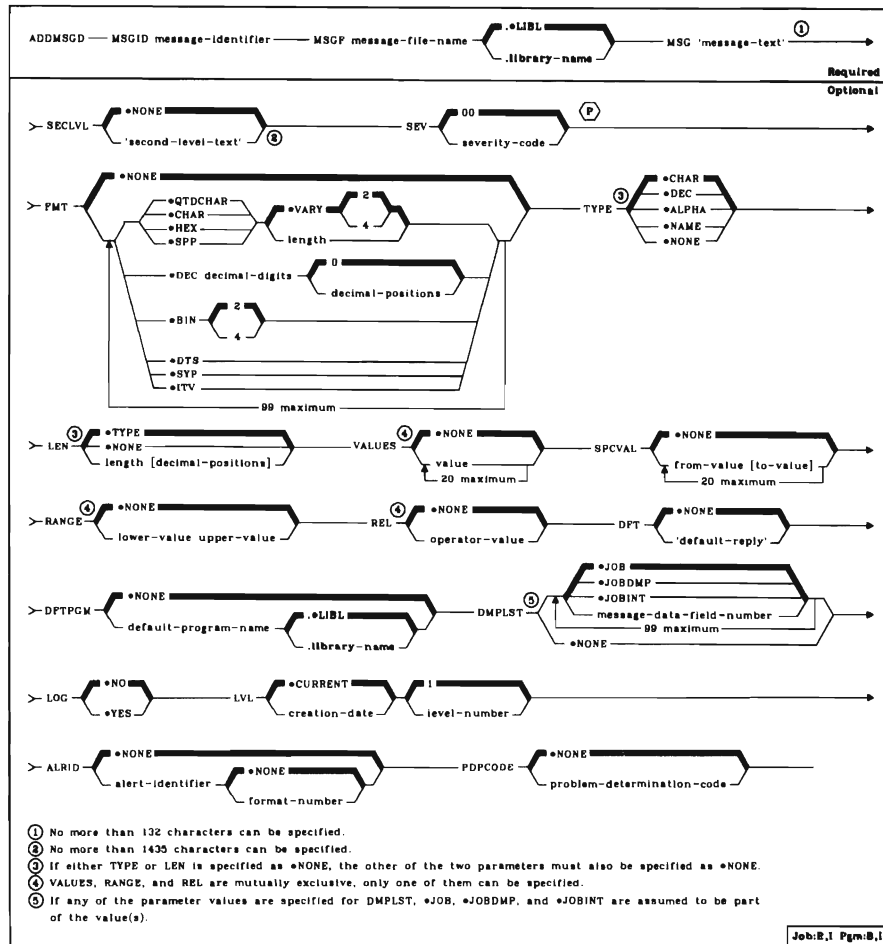 ADDMSGD MSGID message-identifier MSGF message-file-name .*LIBL .library-name MSG 'message-text' ①
Required
Optional
SECLVL *NONE 'second-level-text' ② SEV 00 severity-code P
FMT *NONE
*QTDCHAR
*CHAR
*HEX
*SPP
*VARY 2 4
length
*DEC decimal-digits 0 decimal-positions
*BIN 2 4
*DTS
*SYP
*ITV
99 maximum
TYPE ③ *CHAR
*DEC
*ALPHA
*NAME
*NONE
LEN ③ *TYPE
*NONE
length [decimal-positions]
VALUES ④ *NONE
value
20 maximum
SPCVAL *NONE
from-value [to-value]
20 maximum
RANGE ④ *NONE
lower-value upper-value
REL ④ *NONE
operator-value
DFT *NONE
'default-reply'
DFTPGM *NONE
default-program-name .*LIBL
.library-name
DMPLST ⑤ *JOB
*JOBDMP
*JOBINT
message-data-field-number
99 maximum
*NONE
LOG *NO
*YES
LVL *CURRENT
creation-date
1
level-number
ALRID *NONE
alert-identifier *NONE
format-number
PDPCODE *NONE
problem-determination-code
① No more than 132 characters can be specified.
② No more than 1435 characters can be specified.
③ If either TYPE or LEN is specified as *NONE, the other of the two parameters must also be specified as *NONE.
④ VALUES, RANGE, and REL are mutually exclusive, only one of them can be specified.
⑤ If any of the parameter values are specified for DMPLST, *JOB, *JOBDMP, and *JOBINT are assumed to be part
of the value(s).
Job:B,I Pgm:B,I